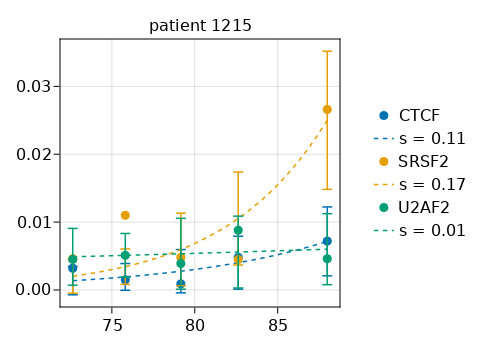 patient 1215
0.03
0.02
0.01
0.00
75 80 85
CTCF
s = 0.11
SRSF2
s = 0.17
U2AF2
s = 0.01